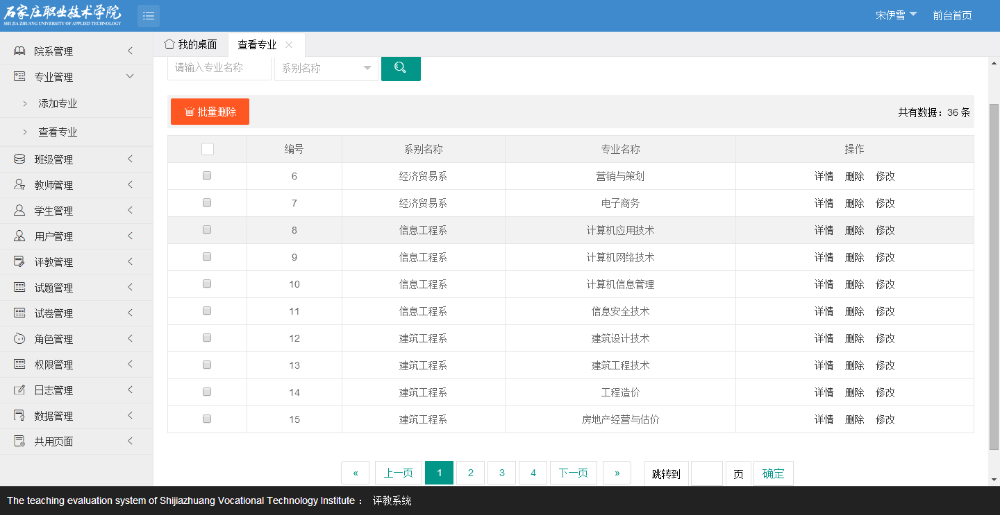 石家庄职业技术学院
SHI JIA ZHUANG UNIVERSITY OF APPLIED TECHNOLOGY
宋伊雪 前台首页
院系管理
专业管理
添加专业
查看专业
班级管理
教师管理
学生管理
用户管理
评教管理
试题管理
试卷管理
角色管理
权限管理
日志管理
数据管理
共用页面
我的桌面 查看专业
请输入专业名称 系别名称
批量删除 共有数据：36 条
编号 系别名称 专业名称 操作
6 经济贸易系 营销与策划 详情 删除 修改
7 经济贸易系 电子商务 详情 删除 修改
8 信息工程系 计算机应用技术 详情 删除 修改
9 信息工程系 计算机网络技术 详情 删除 修改
10 信息工程系 计算机信息管理 详情 删除 修改
11 信息工程系 信息安全技术 详情 删除 修改
12 建筑工程系 建筑设计技术 详情 删除 修改
13 建筑工程系 建筑工程技术 详情 删除 修改
14 建筑工程系 工程造价 详情 删除 修改
15 建筑工程系 房地产经营与估价 详情 删除 修改
« 上一页 1 2 3 4 下一页 » 跳转到 页 确定
The teaching evaluation system of Shijiazhuang Vocational Technology Institute ： 评教系统